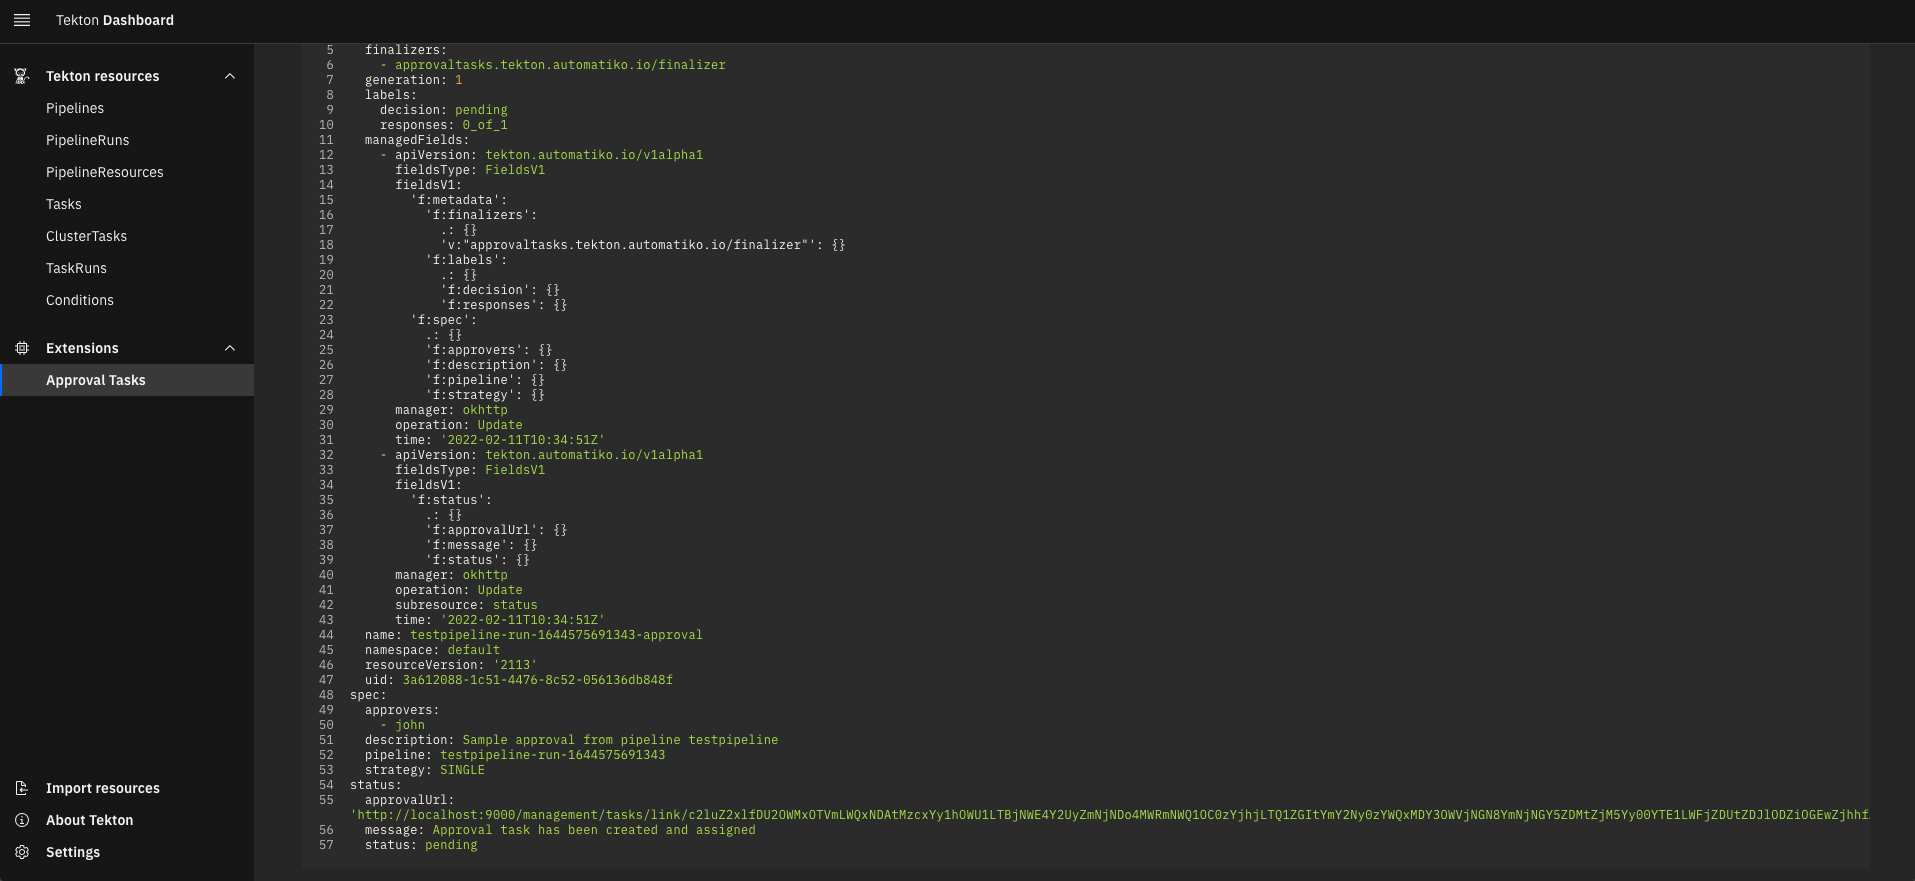 Tekton Dashboard
Tekton resources
Pipelines
PipelineRuns
PipelineResources
Tasks
ClusterTasks
TaskRuns
Conditions
Extensions
Approval Tasks
Import resources
About Tekton
Settings
5 finalizers:
6 - approvaltasks.tekton.automatiko.io/finalizer
7 generation: 1
8 labels:
9 decision: pending
10 responses: 0_of_1
11 managedFields:
12 - apiVersion: tekton.automatiko.io/v1alpha1
13 fieldsType: FieldsV1
14 fieldsV1:
15 'f:metadata':
16 'f:finalizers':
17 .: {}
18 'v:"approvaltasks.tekton.automatiko.io/finalizer"': {}
19 'f:labels':
20 .: {}
21 'f:decision': {}
22 'f:responses': {}
23 'f:spec':
24 .: {}
25 'f:approvers': {}
26 'f:description': {}
27 'f:pipeline': {}
28 'f:strategy': {}
29 manager: okhttp
30 operation: Update
31 time: '2022-02-11T10:34:51Z'
32 - apiVersion: tekton.automatiko.io/v1alpha1
33 fieldsType: FieldsV1
34 fieldsV1:
35 'f:status':
36 .: {}
37 'f:approvalUrl': {}
38 'f:message': {}
39 'f:status': {}
40 manager: okhttp
41 operation: Update
42 subresource: status
43 time: '2022-02-11T10:34:51Z'
44 name: testpipeline-run-1644575691343-approval
45 namespace: default
46 resourceVersion: '2113'
47 uid: 3a612088-1c51-4476-8c52-056136db848f
48 spec:
49 approvers:
50 - john
51 description: Sample approval from pipeline testpipeline
52 pipeline: testpipeline-run-1644575691343
53 strategy: SINGLE
54 status:
55 approvalUrl:
56 message: Approval task has been created and assigned
57 status: pending